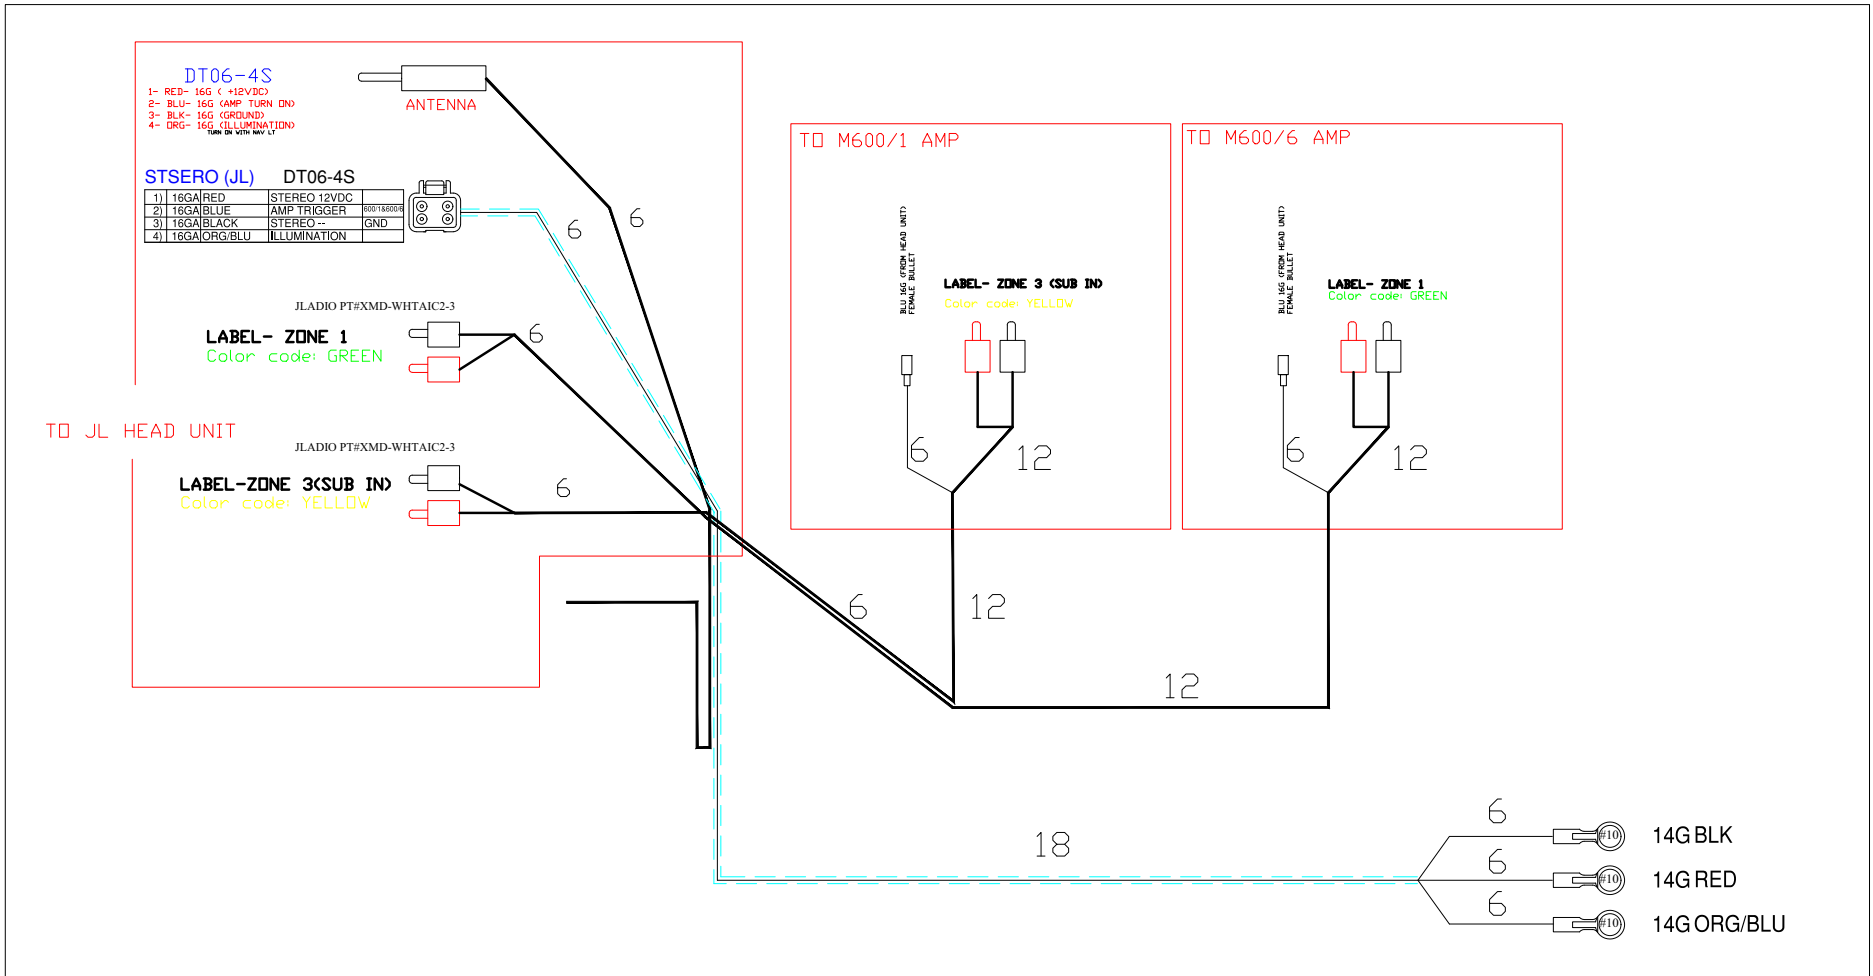 DT06-4S
1- RED- 16G ( +12VDC)
2- BLU- 16G (AMP TURN ON)
3- BLK- 16G (GROUND)
4- ORG- 16G (ILLUMINATION)
TURN ON WITH NAV LT
ANTENNA
STSERO (JL) DT06-4S
1) 16GA RED STEREO 12VDC
2) 16GA BLUE AMP TRIGGER 600/1&600/6
3) 16GA BLACK STEREO -- GND
4) 16GA ORG/BLU ILLUMINATION
6
6
JLADIO PT#XMD-WHTAIC2-3
LABEL- ZONE 1
Color code: GREEN
6
TO JL HEAD UNIT
JLADIO PT#XMD-WHTAIC2-3
LABEL-ZONE 3(SUB IN)
Color code: YELLOW
6
TO M600/1 AMP
BLU 16G (FROM HEAD UNIT)
FEMALE BULLET
LABEL- ZONE 3 (SUB IN)
Color code: YELLOW
6
12
TO M600/6 AMP
BLU 16G (FROM HEAD UNIT)
FEMALE BULLET
LABEL- ZONE 1
Color code: GREEN
6
12
6
12
12
18
6
#10
14G BLK
6
#10
14G RED
6
#10
14G ORG/BLU